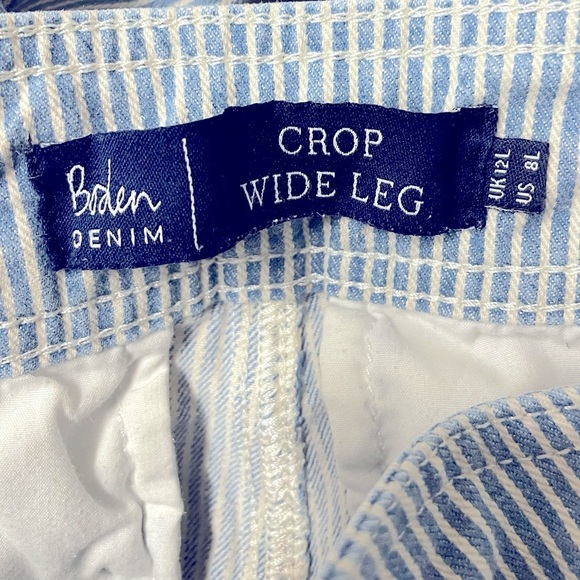 Boden
DENIM
CROP
WIDE LEG
UK 12L
US 8L